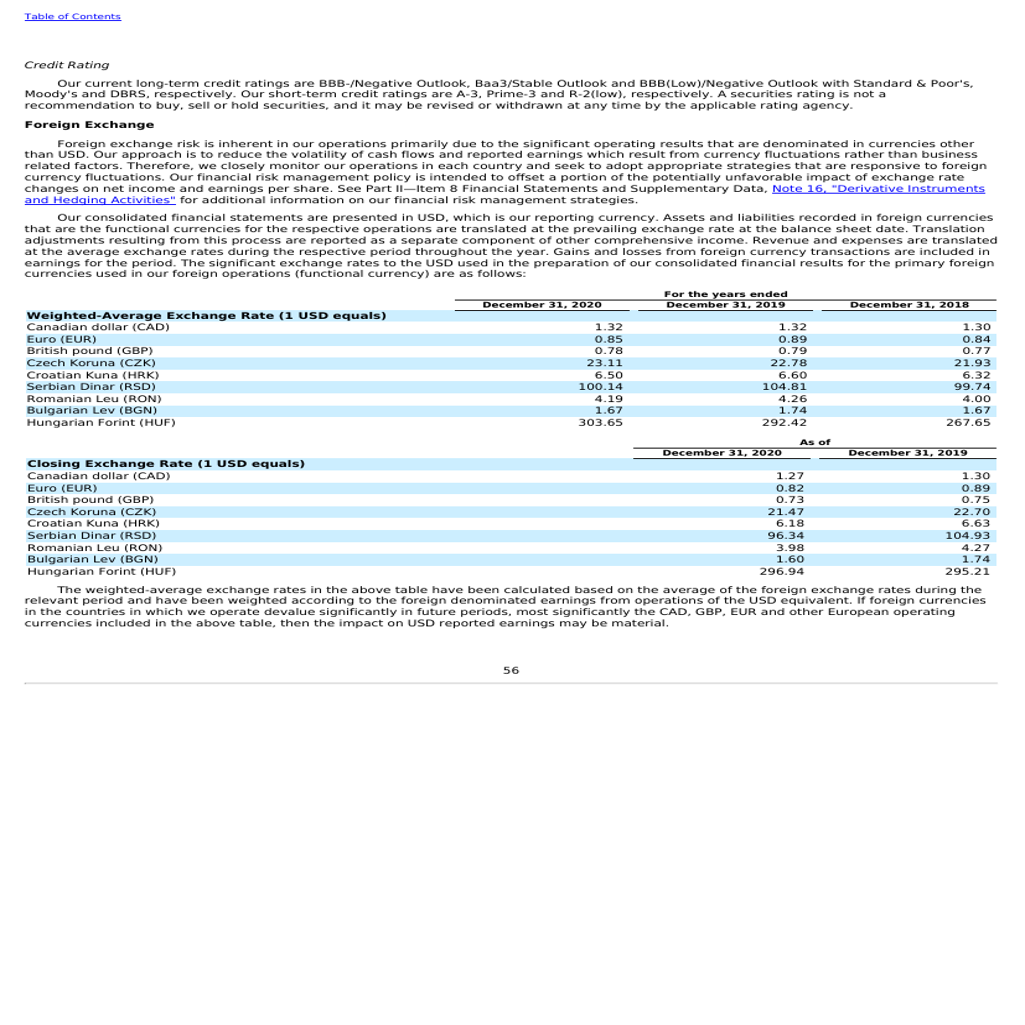 Table of Contents
Credit Rating
Our current long-term credit ratings are BBB-/Negative Outlook, Baa3/Stable Outlook and BBB(Low)/Negative Outlook with Standard & Poor's,
Moody's and DBRS, respectively. Our short-term credit ratings are A-3, Prime-3 and R-2(low), respectively. A securities rating is not a
recommendation to buy, sell or hold securities, and it may be revised or withdrawn at any time by the applicable rating agency.
Foreign Exchange
Foreign exchange risk is inherent in our operations primarily due to the significant operating results that are denominated in currencies other
than USD. Our approach is to reduce the volatility of cash flows and reported earnings which result from currency fluctuations rather than business
related factors. Therefore, we closely monitor our operations in each country and seek to adopt appropriate strategies that are responsive to foreign
currency fluctuations. Our financial risk management policy is intended to offset a portion of the potentially unfavorable impact of exchange rate
changes on net income and earnings per share. See Part II—Item 8 Financial Statements and Supplementary Data, Note 16, "Derivative Instruments
and Hedging Activities" for additional information on our financial risk management strategies.
Our consolidated financial statements are presented in USD, which is our reporting currency. Assets and liabilities recorded in foreign currencies
that are the functional currencies for the respective operations are translated at the prevailing exchange rate at the balance sheet date. Translation
adjustments resulting from this process are reported as a separate component of other comprehensive income. Revenue and expenses are translated
at the average exchange rates during the respective period throughout the year. Gains and losses from foreign currency transactions are included in
earnings for the period. The significant exchange rates to the USD used in the preparation of our consolidated financial results for the primary foreign
currencies used in our foreign operations (functional currency) are as follows:
For the years ended
December 31, 2020 December 31, 2019 December 31, 2018
Weighted-Average Exchange Rate (1 USD equals)
Canadian dollar (CAD) 1.32 1.32 1.30
Euro (EUR) 0.85 0.89 0.84
British pound (GBP) 0.78 0.79 0.77
Czech Koruna (CZK) 23.11 22.78 21.93
Croatian Kuna (HRK) 6.50 6.60 6.32
Serbian Dinar (RSD) 100.14 104.81 99.74
Romanian Leu (RON) 4.19 4.26 4.00
Bulgarian Lev (BGN) 1.67 1.74 1.67
Hungarian Forint (HUF) 303.65 292.42 267.65
As of
December 31, 2020 December 31, 2019
Closing Exchange Rate (1 USD equals)
Canadian dollar (CAD) 1.27 1.30
Euro (EUR) 0.82 0.89
British pound (GBP) 0.73 0.75
Czech Koruna (CZK) 21.47 22.70
Croatian Kuna (HRK) 6.18 6.63
Serbian Dinar (RSD) 96.34 104.93
Romanian Leu (RON) 3.98 4.27
Bulgarian Lev (BGN) 1.60 1.74
Hungarian Forint (HUF) 296.94 295.21
The weighted-average exchange rates in the above table have been calculated based on the average of the foreign exchange rates during the
relevant period and have been weighted according to the foreign denominated earnings from operations of the USD equivalent. If foreign currencies
in the countries in which we operate devalue significantly in future periods, most significantly the CAD, GBP, EUR and other European operating
currencies included in the above table, then the impact on USD reported earnings may be material.
56